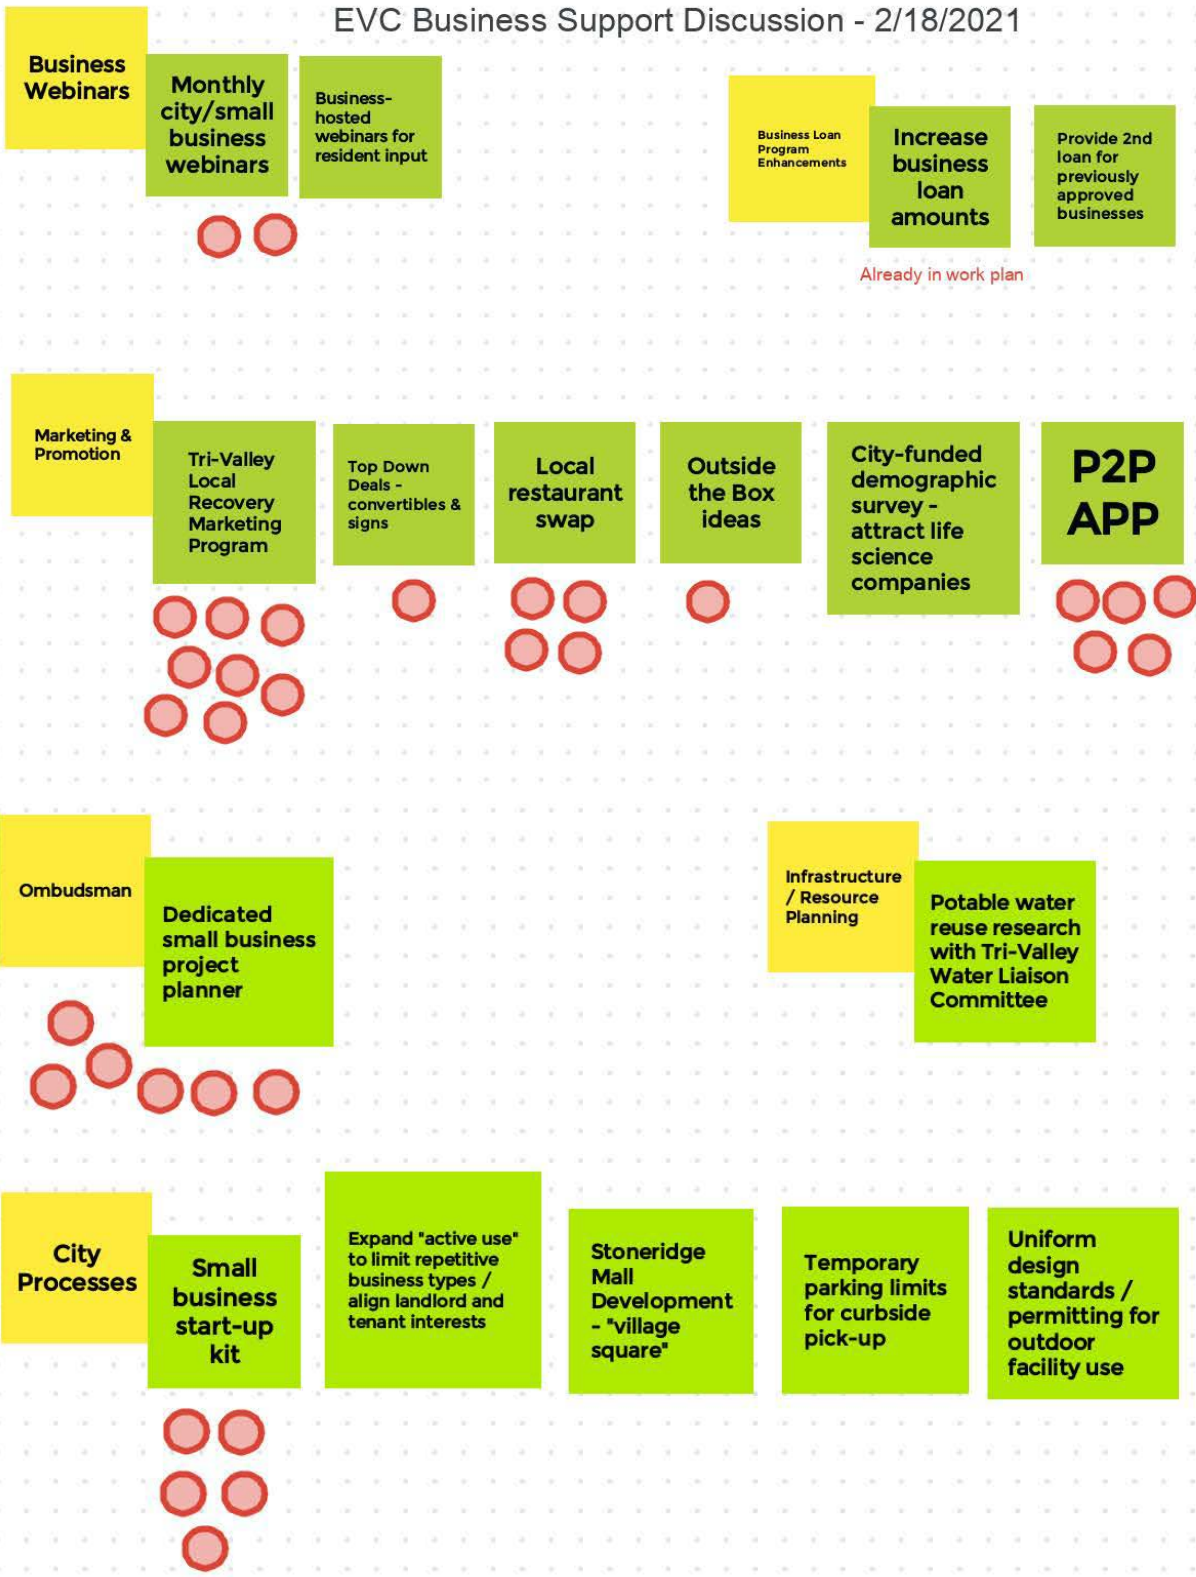 EVC Business Support Discussion - 2/18/2021
Business
Webinars
Monthly
city/small
business
webinars
Business-
hosted
webinars for
resident input
Business Loan
Program
Enhancements
Increase
business
loan
amounts
Provide 2nd
loan for
previously
approved
businesses
Already in work plan
Marketing &
Promotion
Tri-Valley
Local
Recovery
Marketing
Program
Top Down
Deals -
convertibles &
signs
Local
restaurant
swap
Outside
the Box
ideas
City-funded
demographic
survey -
attract life
science
companies
P2P
APP
Ombudsman
Dedicated
small business
project
planner
Infrastructure
/ Resource
Planning
Potable water
reuse research
with Tri-Valley
Water Liaison
Committee
City
Processes
Small
business
start-up
kit
Expand "active use"
to limit repetitive
business types /
align landlord and
tenant interests
Stoneridge
Mall
Development
- "village
square"
Temporary
parking limits
for curbside
pick-up
Uniform
design
standards /
permitting for
outdoor
facility use